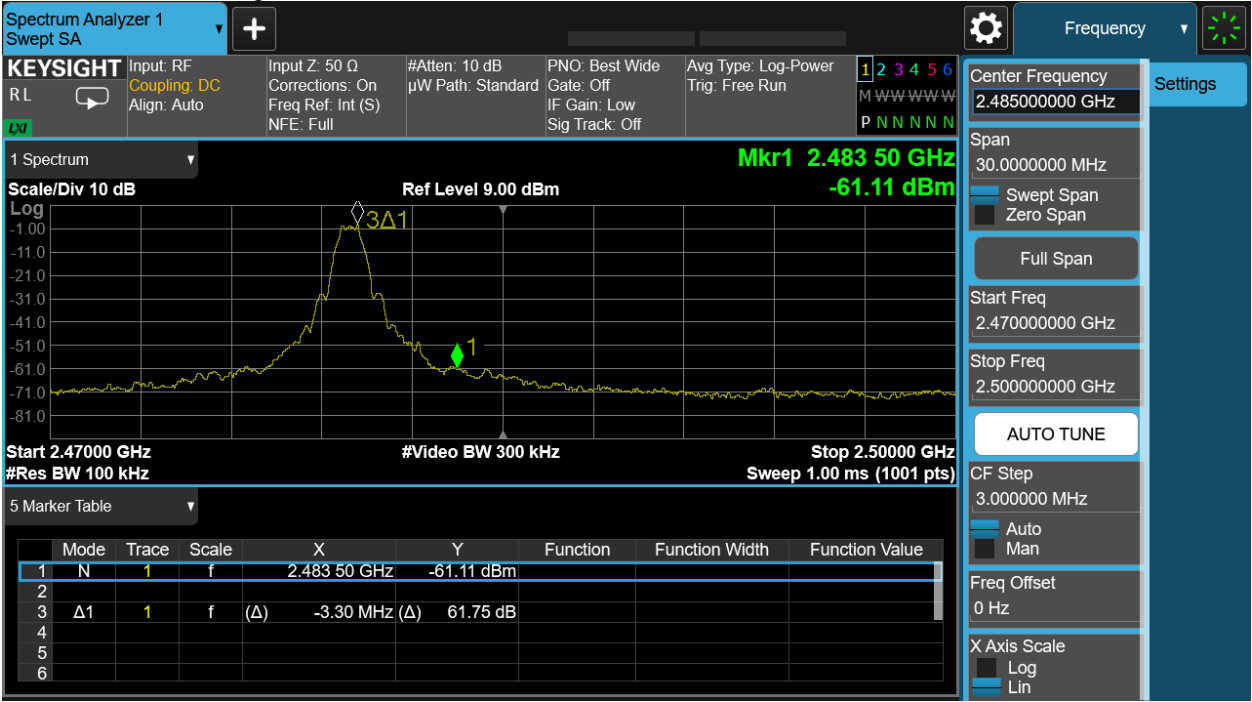 Spectrum Analyzer 1
Swept SA
+
Frequency
KEYSIGHT
R L
LXI
Input: RF
Coupling: DC
Align: Auto
Input Z: 50 Ω
Corrections: On
Freq Ref: Int (S)
NFE: Full
#Atten: 10 dB
µW Path: Standard
PNO: Best Wide
Gate: Off
IF Gain: Low
Sig Track: Off
Avg Type: Log-Power
Trig: Free Run
1 2 3 4 5 6
M W W W W W
P N N N N N
1 Spectrum
Mkr1 2.483 50 GHz
-61.11 dBm
Scale/Div 10 dB
Ref Level 9.00 dBm
Log
-1.00
-11.0
-21.0
-31.0
-41.0
-51.0
-61.0
-71.0
-81.0
3Δ1
1
Start 2.47000 GHz
#Video BW 300 kHz
Stop 2.50000 GHz
#Res BW 100 kHz
Sweep 1.00 ms (1001 pts)
5 Marker Table
Mode Trace Scale X Y Function Function Width Function Value
1 N 1 f 2.483 50 GHz -61.11 dBm
2
3 Δ1 1 f (Δ) -3.30 MHz (Δ) 61.75 dB
4
5
6
Center Frequency
2.485000000 GHz
Span
30.0000000 MHz
Swept Span
Zero Span
Full Span
Start Freq
2.470000000 GHz
Stop Freq
2.500000000 GHz
AUTO TUNE
CF Step
3.000000 MHz
Auto
Man
Freq Offset
0 Hz
X Axis Scale
Log
Lin
Settings